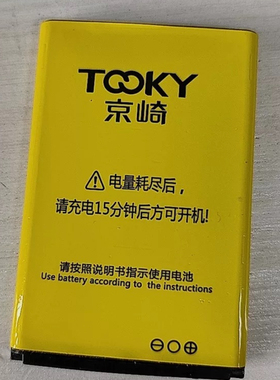 TOOKY
京崎
⚠电量耗尽后，
请充电15分钟后方可开机!
请按照说明书指示使用电池
Use battery according to the instructions
⊖○⊕